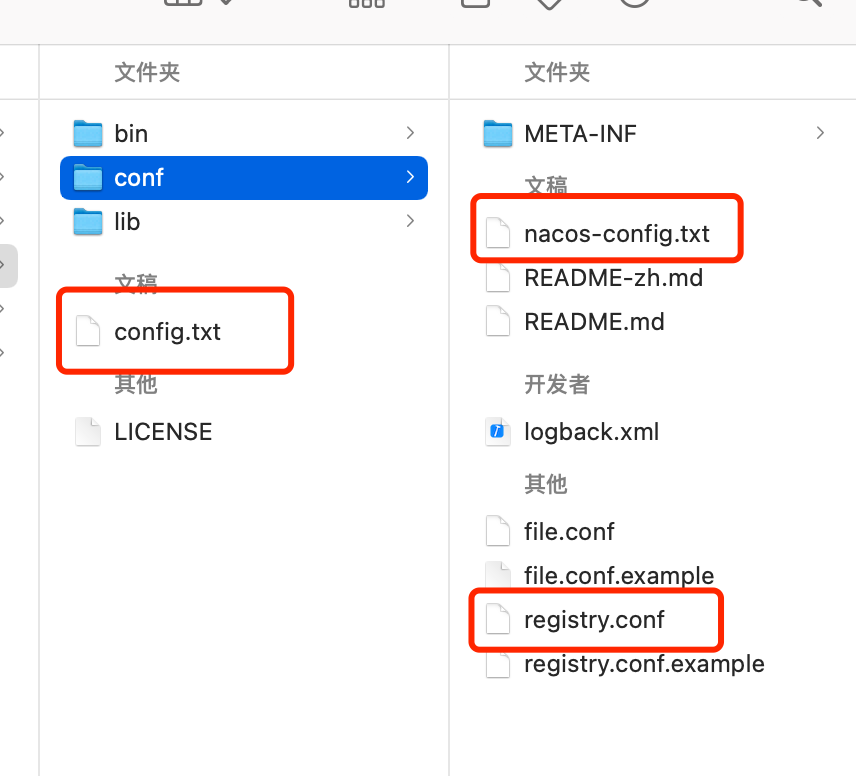 文件夹
bin
conf
lib
文稿
config.txt
其他
LICENSE
文件夹
META-INF
文稿
nacos-config.txt
README-zh.md
README.md
开发者
logback.xml
其他
file.conf
file.conf.example
registry.conf
registry.conf.example